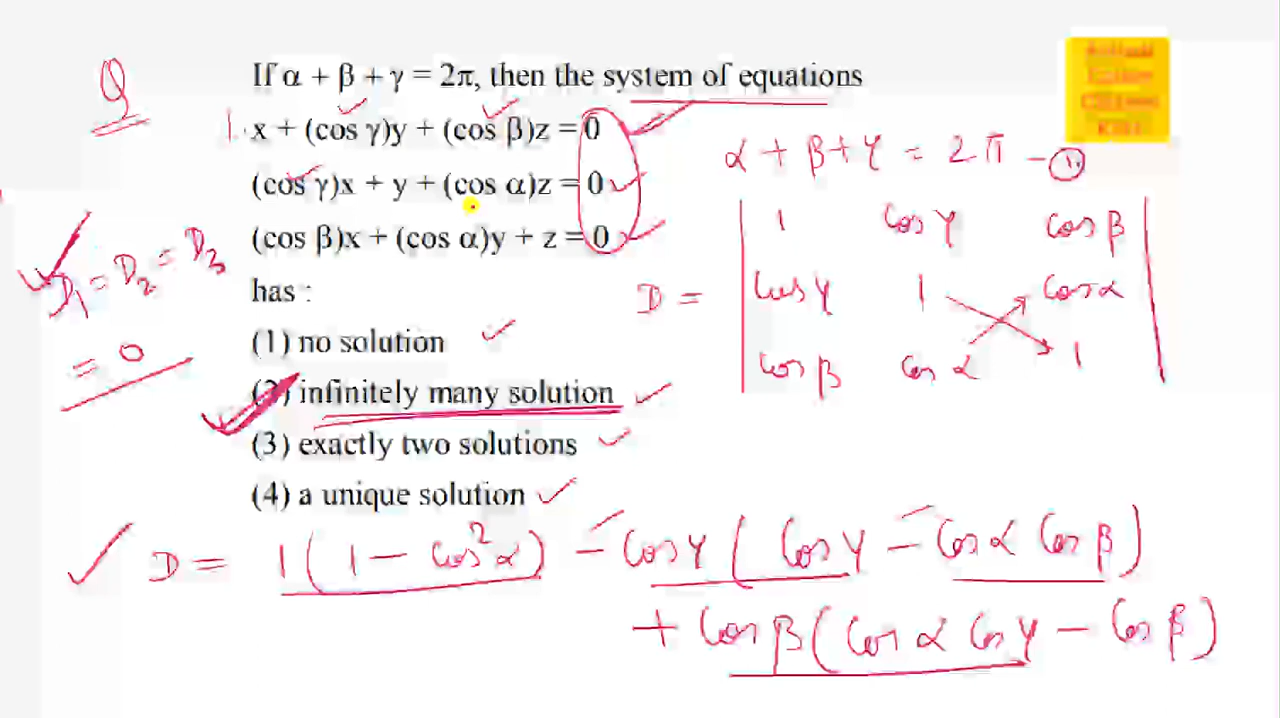 Q
If α + β + γ = 2π, then the system of equations
1. x + (cos γ)y + (cos β)z = 0
(cos γ)x + y + (cos α)z = 0
(cos β)x + (cos α)y + z = 0
has :
(1) no solution
(2) infinitely many solution
(3) exactly two solutions
(4) a unique solution
D₁ = D₂ = D₃
= 0
α + β + γ = 2π — ①
1 cos γ cos β
D = cos γ 1 cos α
cos β cos α 1
D = 1(1 − cos²α) − cos γ(cos γ − cos α cos β)
+ cos β(cos α cos γ − cos β)